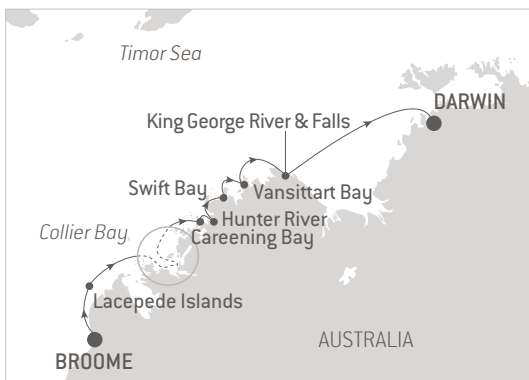 Timor Sea
DARWIN
King George River & Falls
Swift Bay
Vansittart Bay
Hunter River
Collier Bay
Careening Bay
Lacepede Islands
AUSTRALIA
BROOME